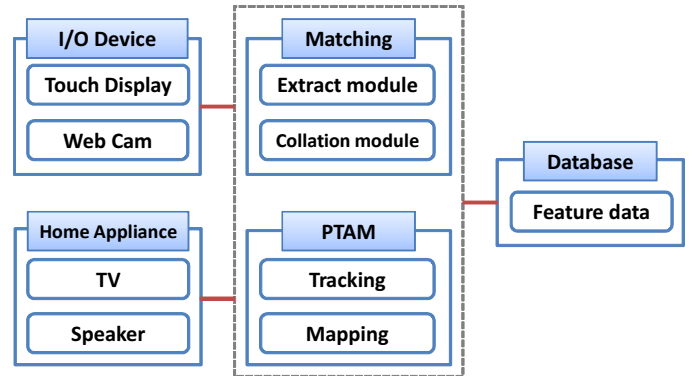 I/O Device
Touch Display
Web Cam
Matching
Extract module
Collation module
Database
Feature data
Home Appliance
TV
Speaker
PTAM
Tracking
Mapping